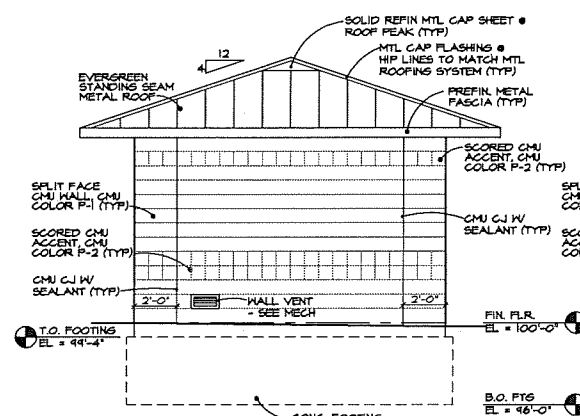 SOLID REFIN MTL CAP SHEET @
ROOF PEAK (TYP)
12
4
MTL CAP FLASHING @
HIP LINES TO MATCH MTL
ROOFING SYSTEM (TYP)
EVERGREEN
STANDING SEAM
METAL ROOF
PREFIN. METAL
FASCIA (TYP)
SCORED CMU
ACCENT, CMU
COLOR P-2 (TYP)
SPLIT FACE
CMU WALL, CMU
COLOR P-1 (TYP)
CMU CJ W/
SEALANT (TYP)
SCORED CMU
ACCENT, CMU
COLOR P-2 (TYP)
CMU CJ W/
SEALANT (TYP)
2'-0"
WALL VENT
- SEE MECH
2'-0"
T.O. FOOTING
EL = 99'-4"
FIN. FLR.
EL = 100'-0"
B.O. FTG
EL = 96'-0"